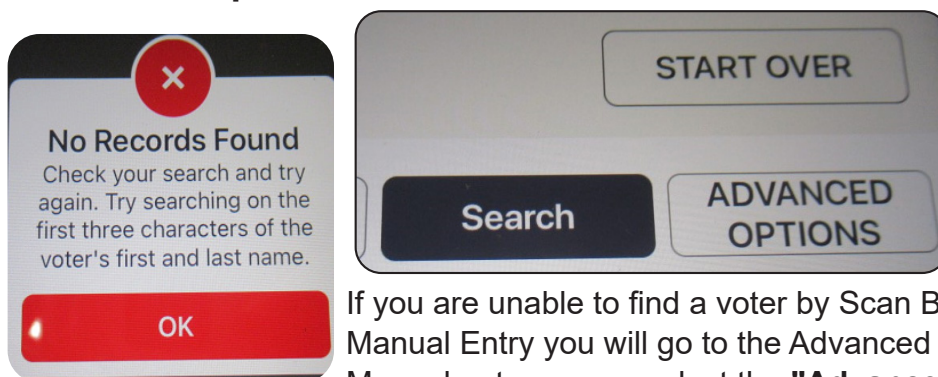 No Records Found
Check your search and try
again. Try searching on the
first three characters of the
voter's first and last name.
OK
START OVER
Search
ADVANCED
OPTIONS
If you are unable to find a voter by Scan B
Manual Entry you will go to the Advanced